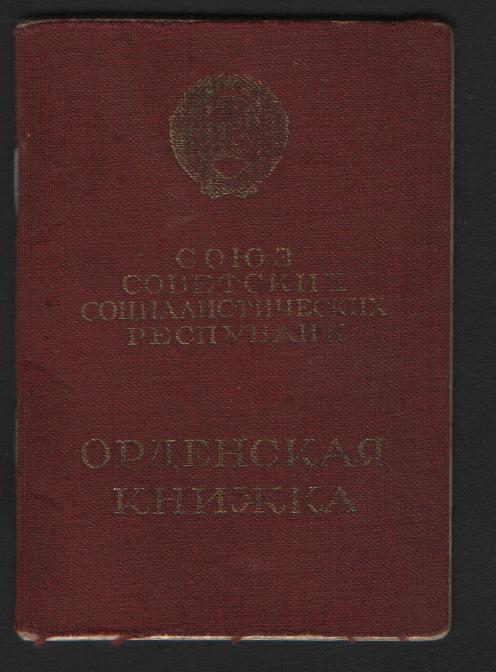 СОЮЗ
СОВЕТСКИХ
СОЦИАЛИСТИЧЕСКИХ
РЕСПУБЛИК
ОРДЕНСКАЯ
КНИЖКА